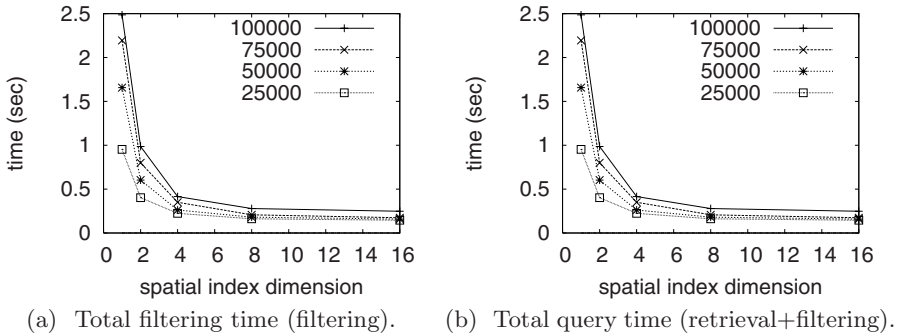 2.5
2
1.5
1
0.5
0
time (sec)
100000
75000
50000
25000
0 2 4 6 8 10 12 14 16
spatial index dimension
(a) Total filtering time (filtering).
2.5
2
1.5
1
0.5
0
time (sec)
100000
75000
50000
25000
0 2 4 6 8 10 12 14 16
spatial index dimension
(b) Total query time (retrieval+filtering).